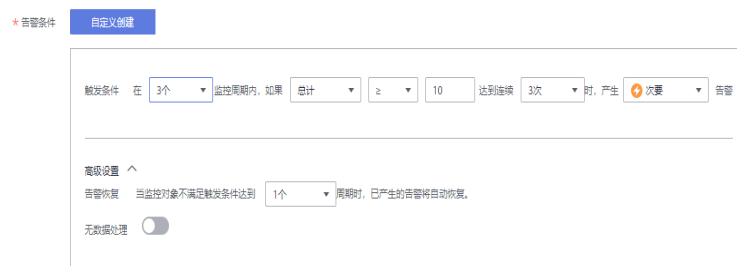 * 告警条件 自定义创建
触发条件 在 3个 监控周期内，如果 总计 ≥ 10 达到连续 3次 时，产生 次要 告警
高级设置
告警恢复 当监控对象不满足触发条件达到 1个 周期时，已产生的告警将自动恢复。
无数据处理